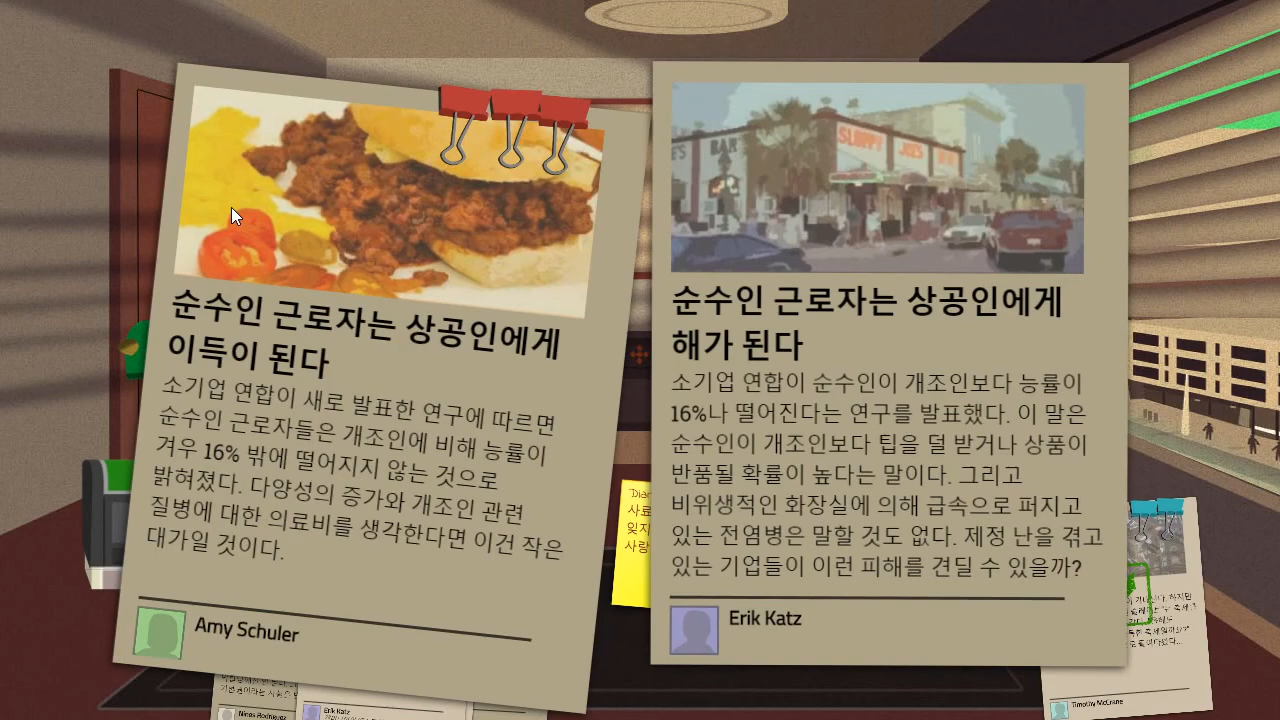 순수인 근로자는 상공인에게
이득이 된다
소기업 연합이 새로 발표한 연구에 따르면
순수인 근로자들은 개조인에 비해 능률이
겨우 16% 밖에 떨어지지 않는 것으로
밝혀졌다. 다양성의 증가와 개조인 관련
질병에 대한 의료비를 생각한다면 이건 작은
대가일 것이다.
Amy Schuler
BAR
SLOPPY JOE'S
순수인 근로자는 상공인에게
해가 된다
소기업 연합이 순수인이 개조인보다 능률이
16%나 떨어진다는 연구를 발표했다. 이 말은
순수인이 개조인보다 팁을 덜 받거나 상품이
반품될 확률이 높다는 말이다. 그리고
비위생적인 화장실에 의해 급속으로 퍼지고
있는 전염병은 말할 것도 없다. 제정 난을 겪고
있는 기업들이 이런 피해를 견딜 수 있을까?
Erik Katz
Erik Katz
Timothy McCrane